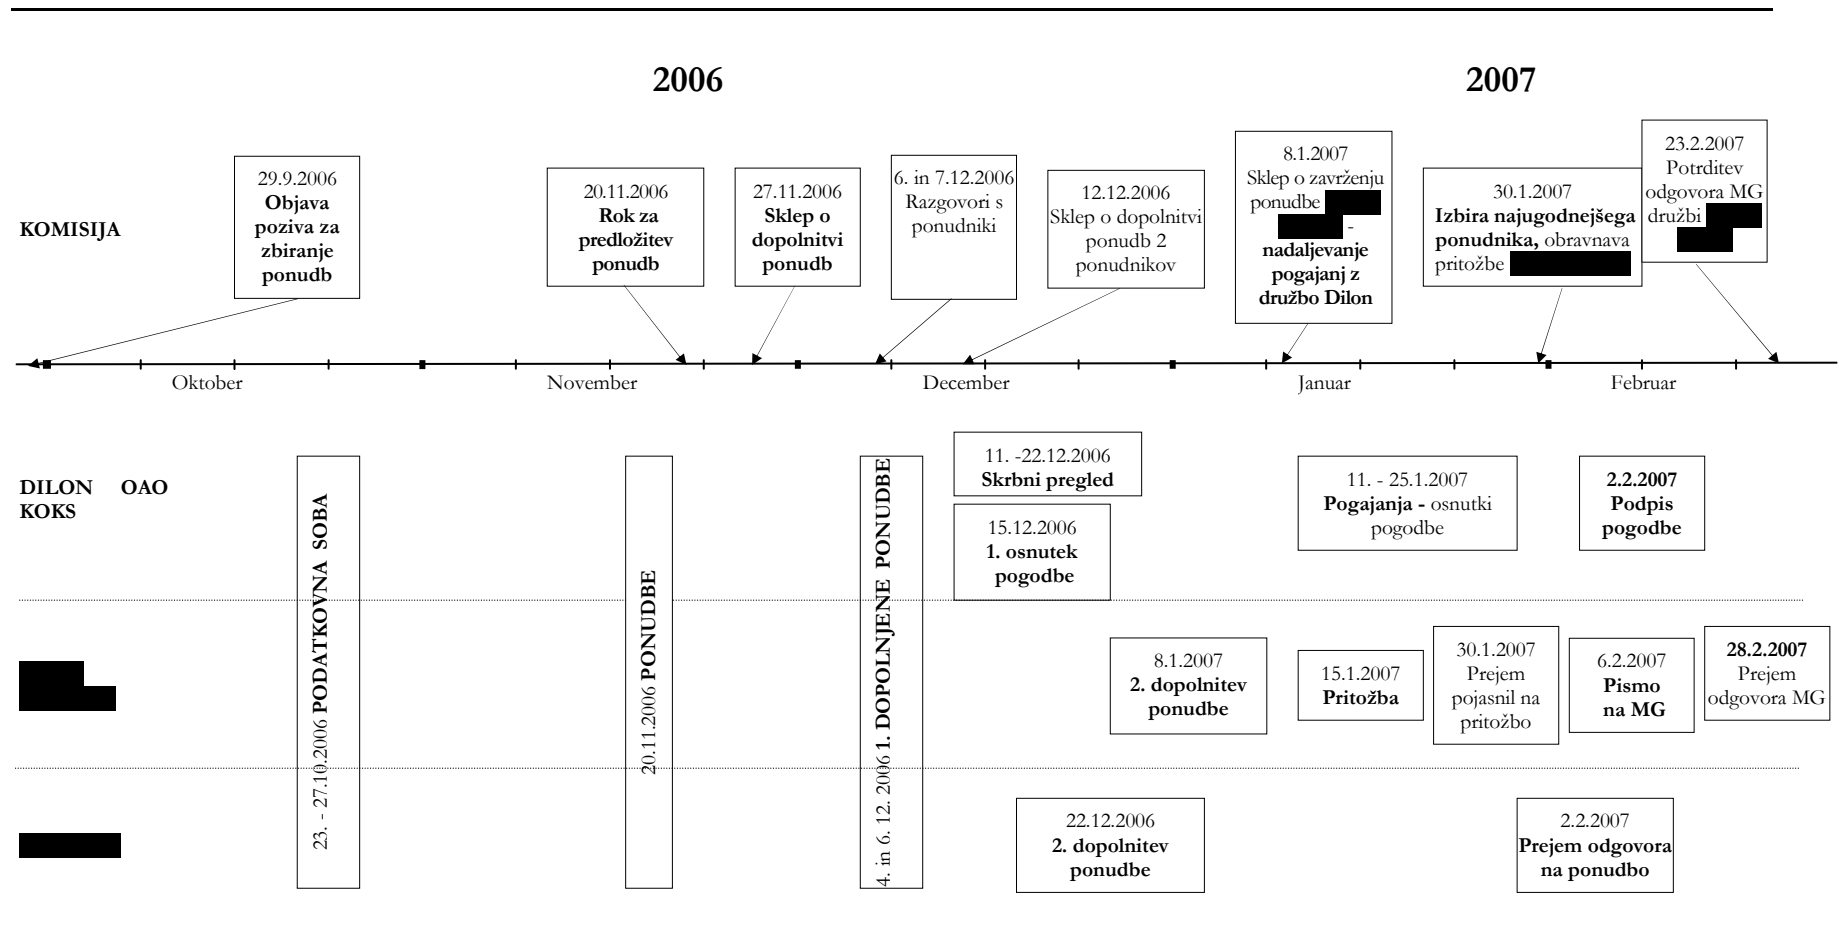 2006
2007
KOMISIJA
29.9.2006
Objava
poziva za
zbiranje
ponudb
20.11.2006
Rok za
predložitev
ponudb
27.11.2006
Sklep o
dopolnitvi
ponudb
6. in 7.12.2006
Razgovori s
ponudniki
12.12.2006
Sklep o dopolnitvi
ponudb 2
ponudnikov
8.1.2007
Sklep o zavrženju
ponudbe
-
nadaljevanje
pogajanj z
družbo Dilon
30.1.2007
Izbira najugodnejšega
ponudnika, obravnava
pritožbe
23.2.2007
Potrditev
odgovora MG
družbi
Oktober
November
December
Januar
Februar
DILON OAO
KOKS
23. - 27.10.2006 PODATKOVNA SOBA
20.11.2006 PONUDBE
4. in 6. 12. 2006 1. DOPOLNJENE PONUDBE
11. -22.12.2006
Skrbni pregled
15.12.2006
1. osnutek
pogodbe
11. - 25.1.2007
Pogajanja - osnutki
pogodbe
2.2.2007
Podpis
pogodbe
8.1.2007
2. dopolnitev
ponudbe
15.1.2007
Pritožba
30.1.2007
Prejem
pojasnil na
pritožbo
6.2.2007
Pismo
na MG
28.2.2007
Prejem
odgovora MG
22.12.2006
2. dopolnitev
ponudbe
2.2.2007
Prejem odgovora
na ponudbo